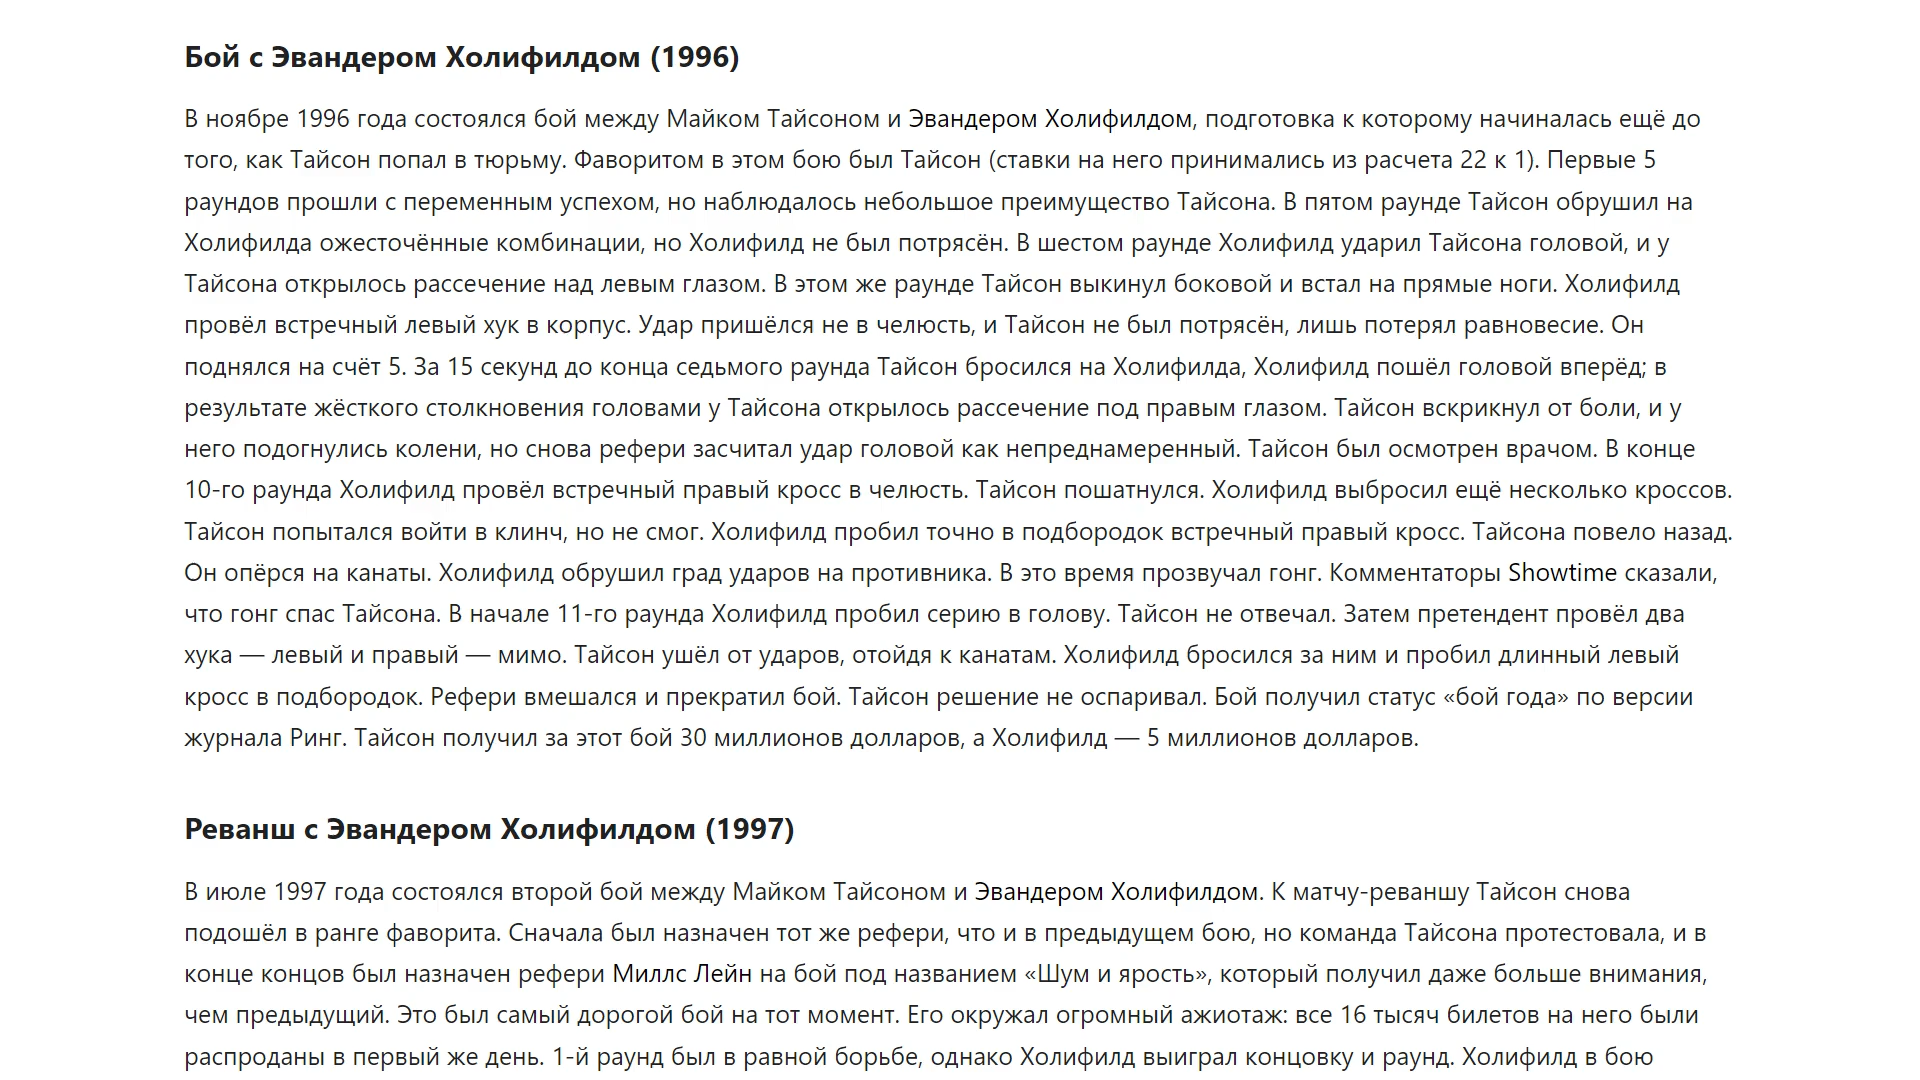 Бой с Эвандером Холифилдом (1996)
В ноябре 1996 года состоялся бой между Майком Тайсоном и Эвандером Холифилдом, подготовка к которому начиналась ещё до
того, как Тайсон попал в тюрьму. Фаворитом в этом бою был Тайсон (ставки на него принимались из расчета 22 к 1). Первые 5
раундов прошли с переменным успехом, но наблюдалось небольшое преимущество Тайсона. В пятом раунде Тайсон обрушил на
Холифилда ожесточённые комбинации, но Холифилд не был потрясён. В шестом раунде Холифилд ударил Тайсона головой, и у
Тайсона открылось рассечение над левым глазом. В этом же раунде Тайсон выкинул боковой и встал на прямые ноги. Холифилд
провёл встречный левый хук в корпус. Удар пришёлся не в челюсть, и Тайсон не был потрясён, лишь потерял равновесие. Он
поднялся на счёт 5. За 15 секунд до конца седьмого раунда Тайсон бросился на Холифилда, Холифилд пошёл головой вперёд; в
результате жёсткого столкновения головами у Тайсона открылось рассечение под правым глазом. Тайсон вскрикнул от боли, и у
него подогнулись колени, но снова рефери засчитал удар головой как непреднамеренный. Тайсон был осмотрен врачом. В конце
10-го раунда Холифилд провёл встречный правый кросс в челюсть. Тайсон пошатнулся. Холифилд выбросил ещё несколько кроссов.
Тайсон попытался войти в клинч, но не смог. Холифилд пробил точно в подбородок встречный правый кросс. Тайсона повело назад.
Он опёрся на канаты. Холифилд обрушил град ударов на противника. В это время прозвучал гонг. Комментаторы Showtime сказали,
что гонг спас Тайсона. В начале 11-го раунда Холифилд пробил серию в голову. Тайсон не отвечал. Затем претендент провёл два
хука — левый и правый — мимо. Тайсон ушёл от ударов, отойдя к канатам. Холифилд бросился за ним и пробил длинный левый
кросс в подбородок. Рефери вмешался и прекратил бой. Тайсон решение не оспаривал. Бой получил статус «бой года» по версии
журнала Ринг. Тайсон получил за этот бой 30 миллионов долларов, а Холифилд — 5 миллионов долларов.
Реванш с Эвандером Холифилдом (1997)
В июле 1997 года состоялся второй бой между Майком Тайсоном и Эвандером Холифилдом. К матчу-реваншу Тайсон снова
подошёл в ранге фаворита. Сначала был назначен тот же рефери, что и в предыдущем бою, но команда Тайсона протестовала, и в
конце концов был назначен рефери Миллс Лейн на бой под названием «Шум и ярость», который получил даже больше внимания,
чем предыдущий. Это был самый дорогой бой на тот момент. Его окружал огромный ажиотаж: все 16 тысяч билетов на него были
распроданы в первый же день. 1-й раунд был в равной борьбе, однако Холифилд выиграл концовку и раунд. Холифилд в бою